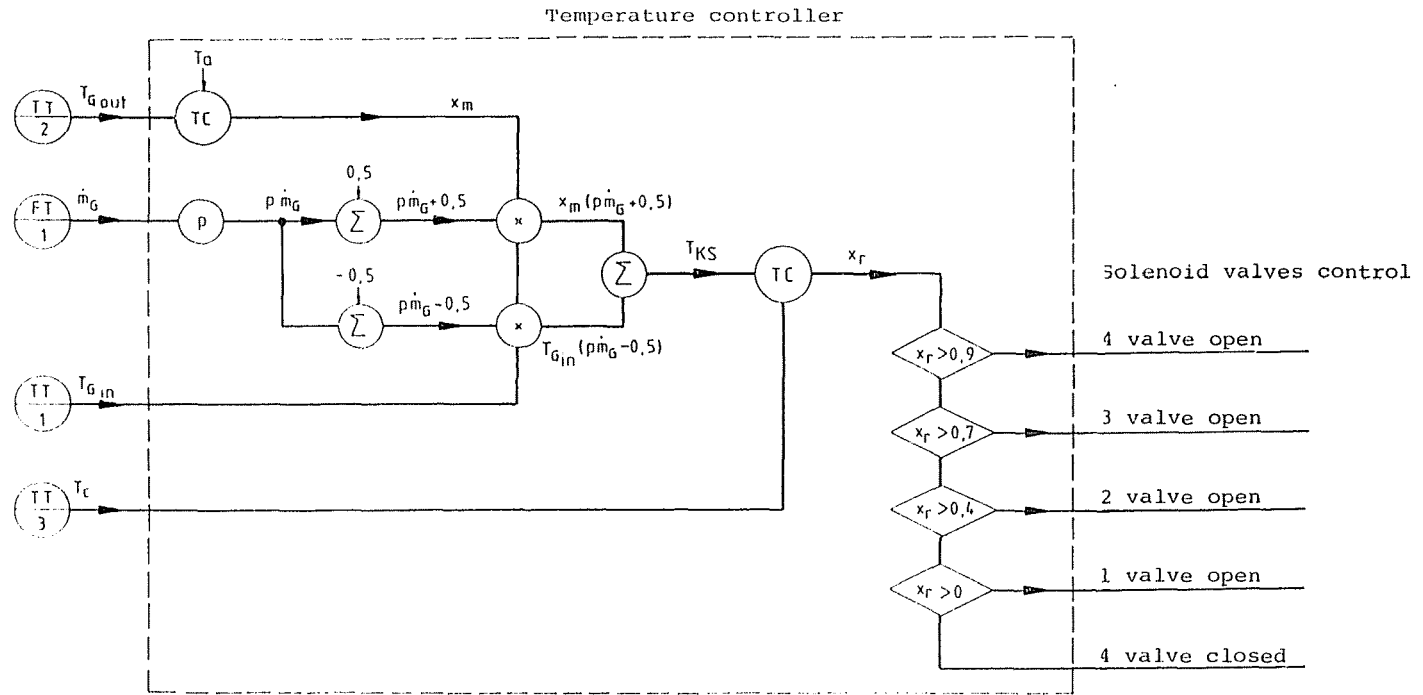 Temperature controller
Ta
TT
2
TG out
TC
xm
0,5
FT
1
ṁG
p
pṁG
Σ
pṁG+0,5
×
xm(pṁG+0,5)
-0,5
Σ
pṁG-0,5
×
TGin(pṁG-0,5)
Σ
TKS
TC
xr
Solenoid valves control
xr>0,9
4 valve open
TT
1
TG in
xr>0,7
3 valve open
TT
3
Tc
xr>0,4
2 valve open
xr>0
1 valve open
4 valve closed